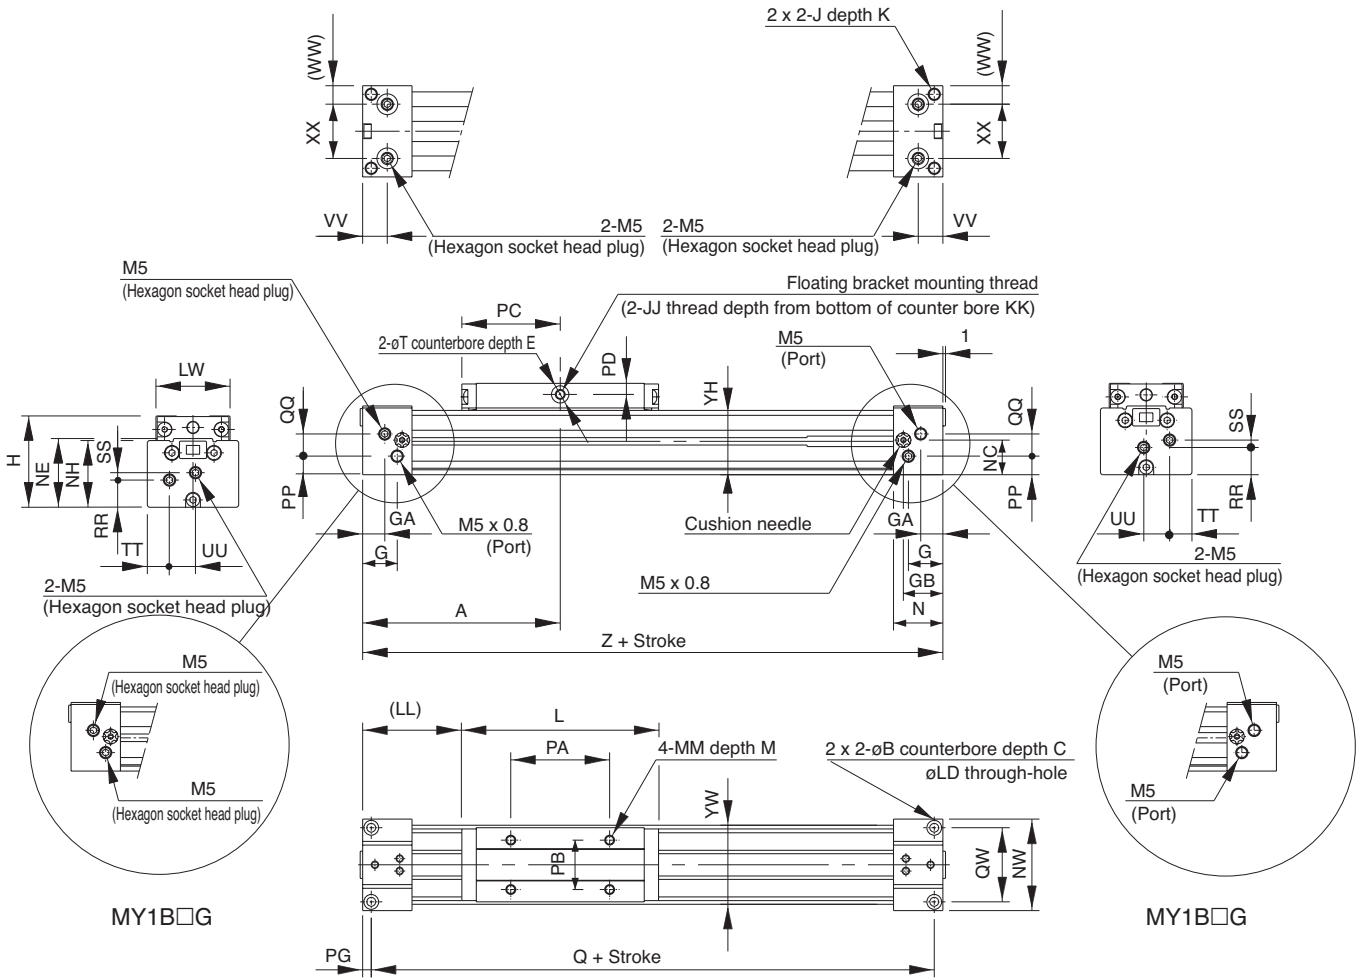 2 x 2-J depth K
(WW)
(WW)
XX
XX
VV
2-M5
(Hexagon socket head plug)
2-M5
(Hexagon socket head plug)
VV
M5
(Hexagon socket head plug)
Floating bracket mounting thread
(2-JJ thread depth from bottom of counter bore KK)
PC
2-øT counterbore depth E
PD
M5
(Port)
1
LW
QQ
YH
QQ
SS
H
NE
NH
SS
NC
PP
PP
RR
RR
GA
M5 x 0.8
(Port)
Cushion needle
GA
TT
UU
G
G
UU
TT
2-M5
(Hexagon socket head plug)
M5 x 0.8
GB
2-M5
(Hexagon socket head plug)
A
N
Z + Stroke
M5
(Hexagon socket head plug)
M5
(Port)
(LL)
L
PA
4-MM depth M
2 x 2-øB counterbore depth C
øLD through-hole
M5
(Hexagon socket head plug)
YW
M5
(Port)
PB
QW
NW
MY1B□G
MY1B□G
PG
Q + Stroke